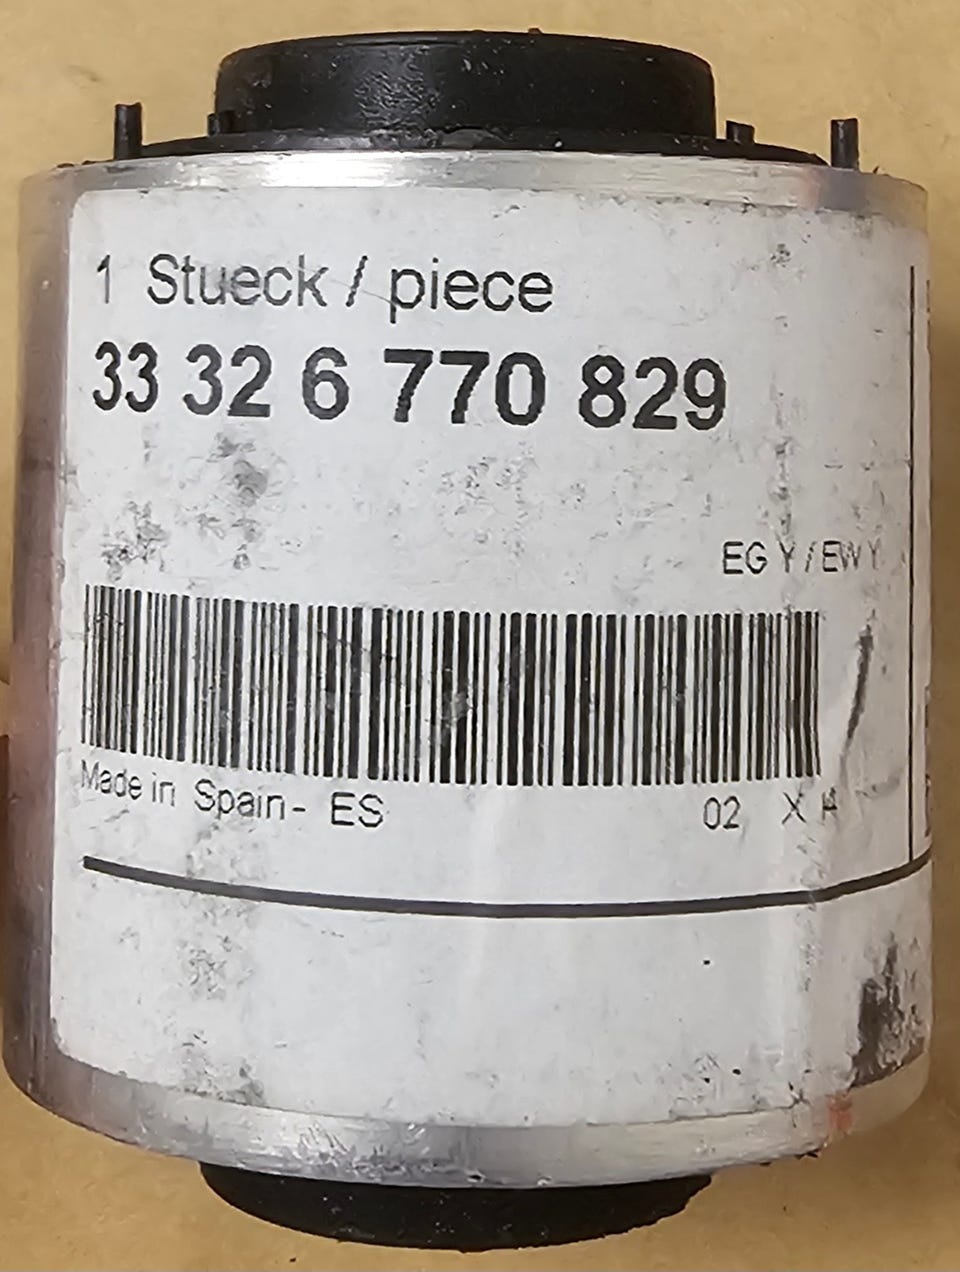 1 Stueck / piece
33 32 6 770 829
EG Y / EW Y
Made in Spain - ES
02 X H